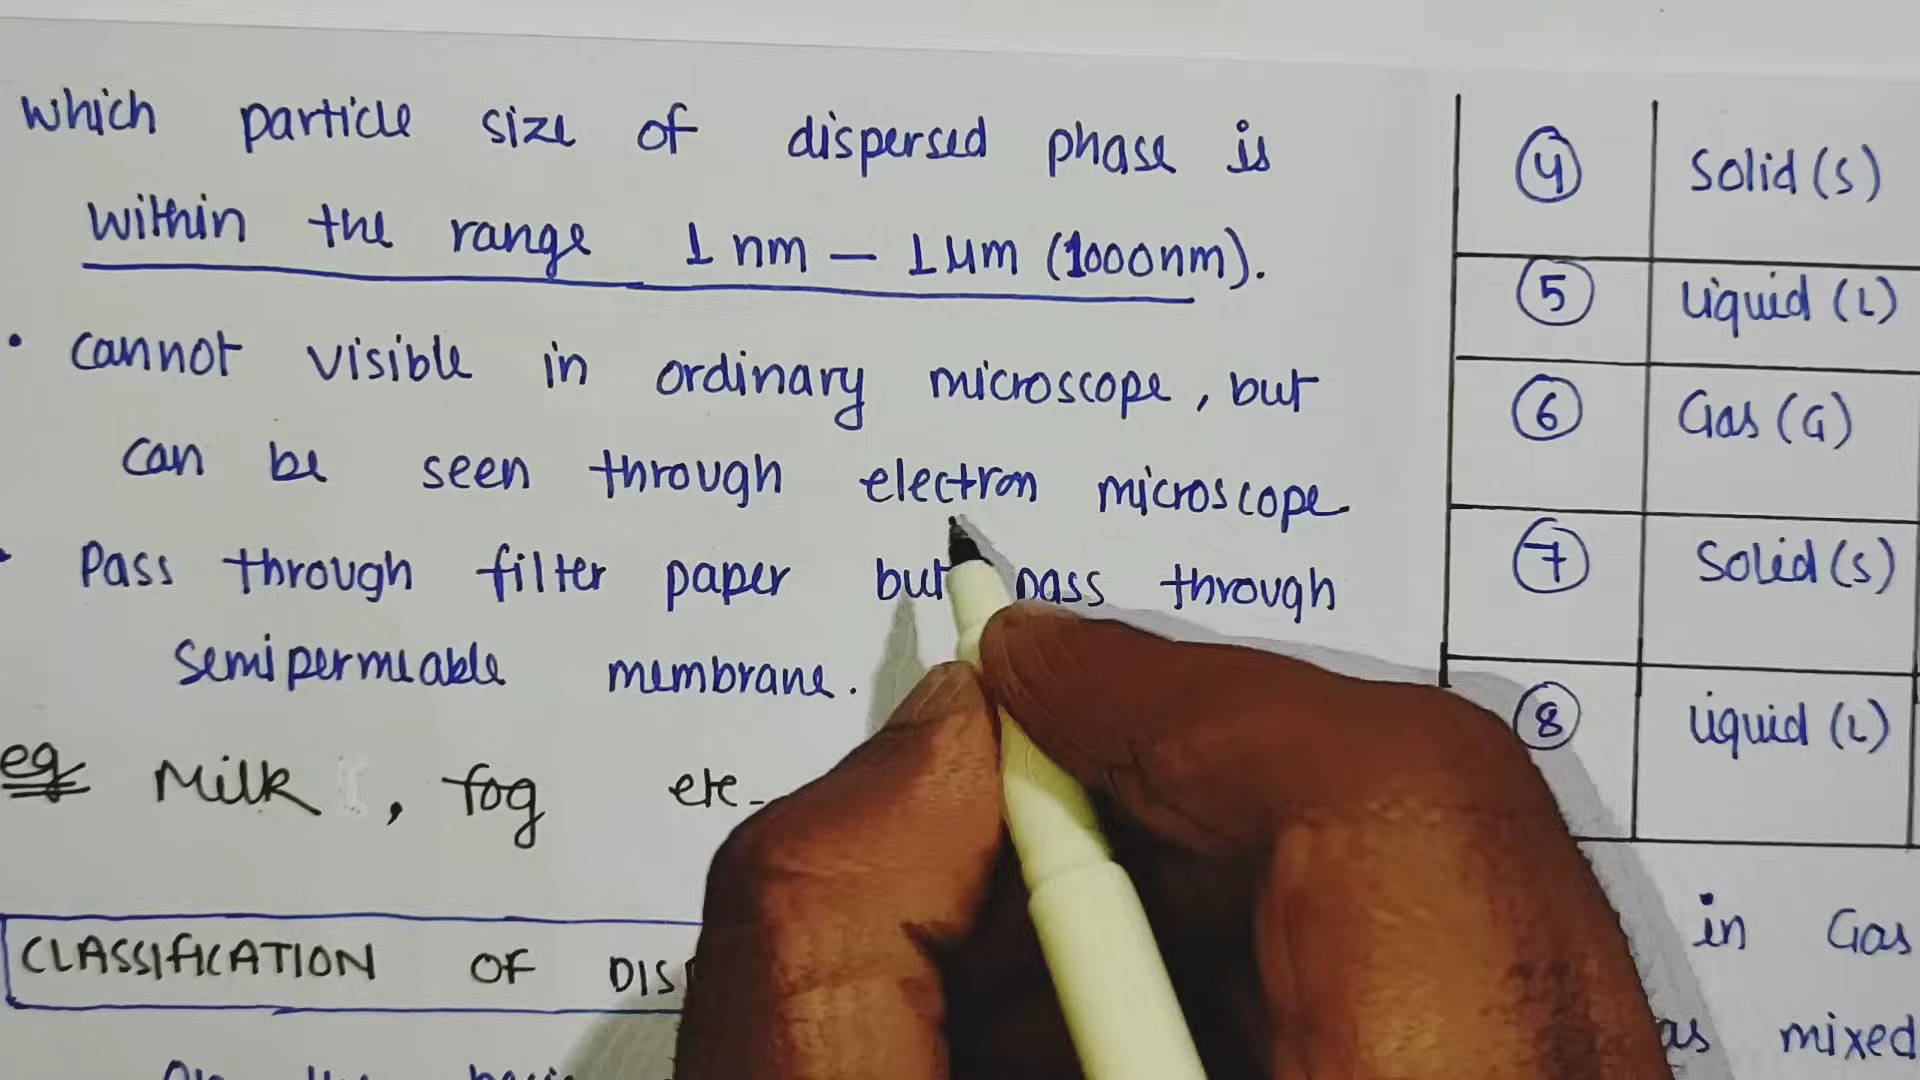 which particle size of dispersed phase is
within the range 1 nm – 1 μm (1000nm).
• cannot visible in ordinary microscope, but
can be seen through electron microscope
• Pass through filter paper but pass through
semipermeable membrane.
eg Milk , fog etc-
CLASSIFICATION OF DIS
4 Solid (S)
5 Liquid (L)
6 Gas (G)
7 Solid (S)
8 Liquid (L)
in Gas
as mixed